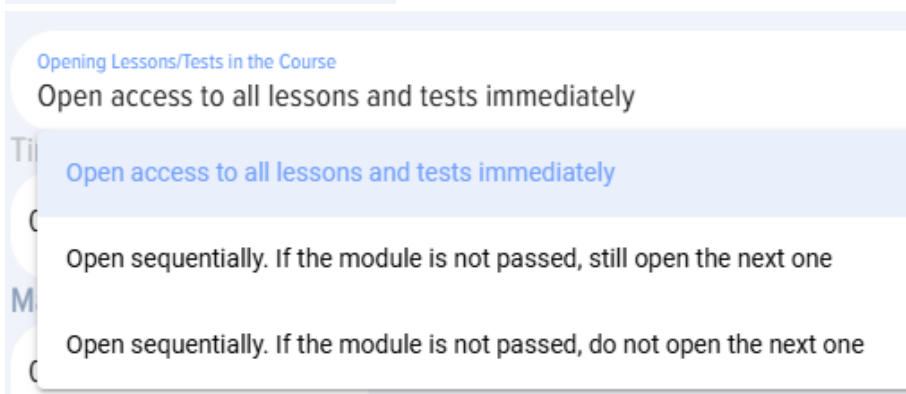 Opening Lessons/Tests in the Course
Open access to all lessons and tests immediately
Open access to all lessons and tests immediately
Open sequentially. If the module is not passed, still open the next one
Open sequentially. If the module is not passed, do not open the next one